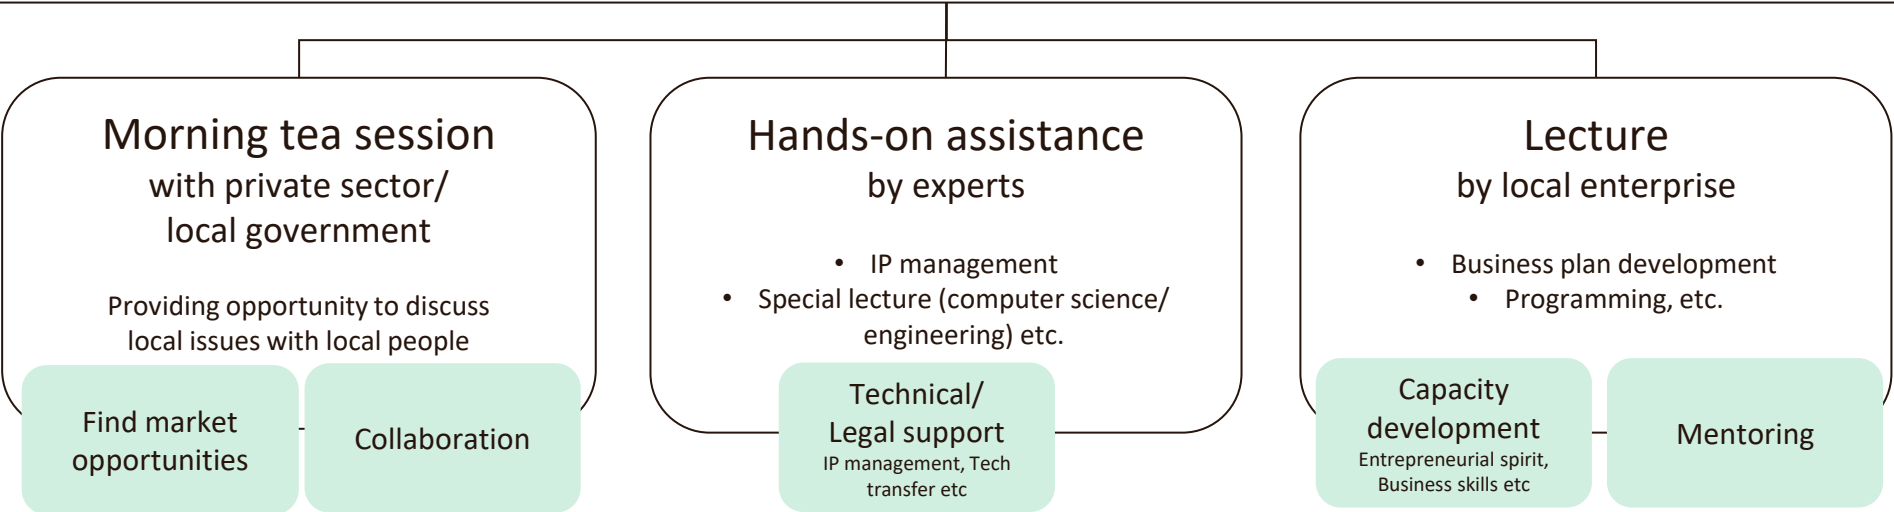 Morning tea session
with private sector/
local government
Providing opportunity to discuss
local issues with local people
Find market
opportunities
Collaboration
Hands-on assistance
by experts
• IP management
• Special lecture (computer science/
engineering) etc.
Technical/
Legal support
IP management, Tech
transfer etc
Lecture
by local enterprise
• Business plan development
• Programming, etc.
Capacity
development
Entrepreneurial spirit,
Business skills etc
Mentoring